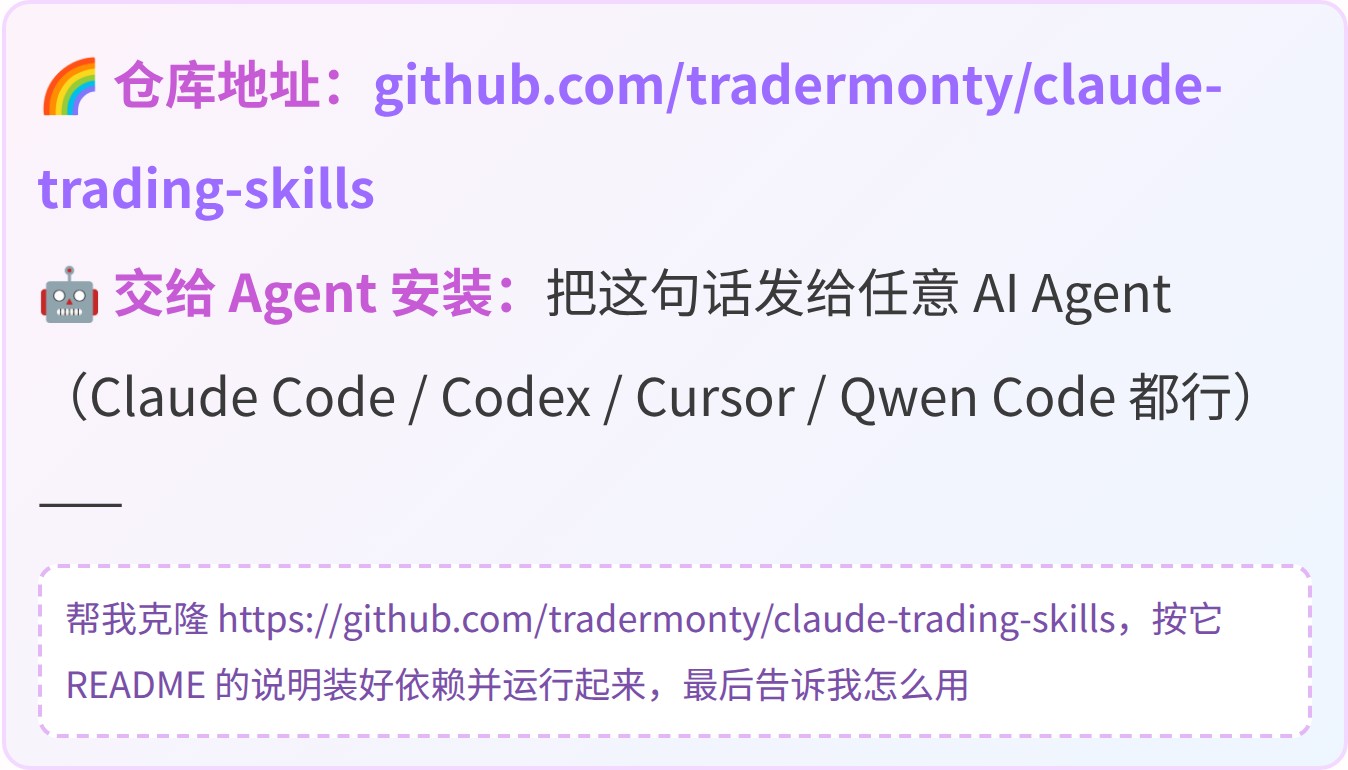 🌈 仓库地址：github.com/tradermonty/claude-
trading-skills
🤖 交给 Agent 安装：把这句话发给任意 AI Agent
（Claude Code / Codex / Cursor / Qwen Code 都行）
——
帮我克隆 https://github.com/tradermonty/claude-trading-skills，按它
README 的说明装好依赖并运行起来，最后告诉我怎么用